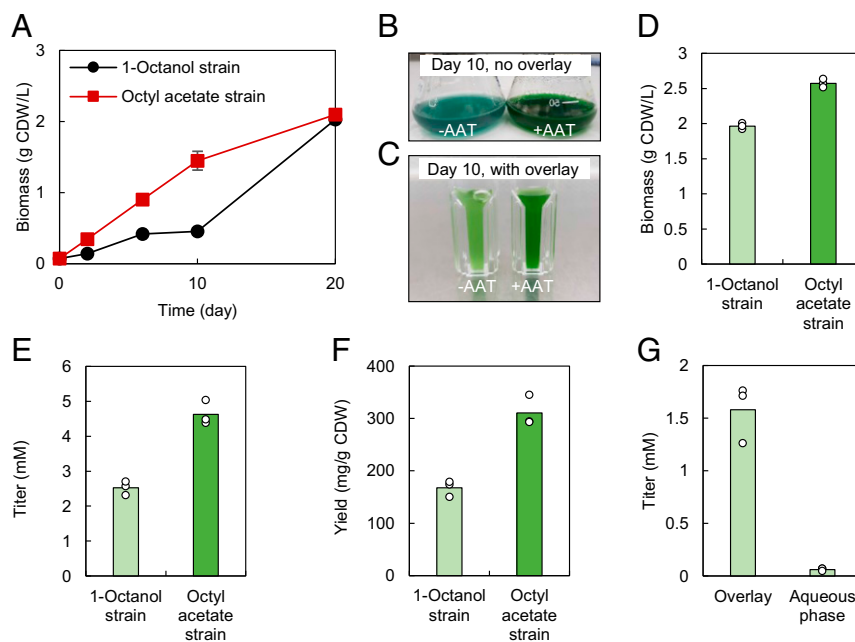 A
3
2
1
0
Biomass (g CDW/L)
1-Octanol strain
Octyl acetate strain
0
10
20
Time (day)
B
Day 10, no overlay
50
-AAT
+AAT
C
Day 10, with overlay
-AAT
+AAT
D
3
2.5
2
1.5
1
0.5
0
Biomass (g CDW/L)
1-Octanol
strain
Octyl
acetate
strain
E
6
5
4
3
2
1
0
Titer (mM)
1-Octanol
strain
Octyl
acetate
strain
F
400
300
200
100
0
Yield (mg/g CDW)
1-Octanol
strain
Octyl
acetate
strain
G
2
1.5
1
0.5
0
Titer (mM)
Overlay
Aqueous
phase